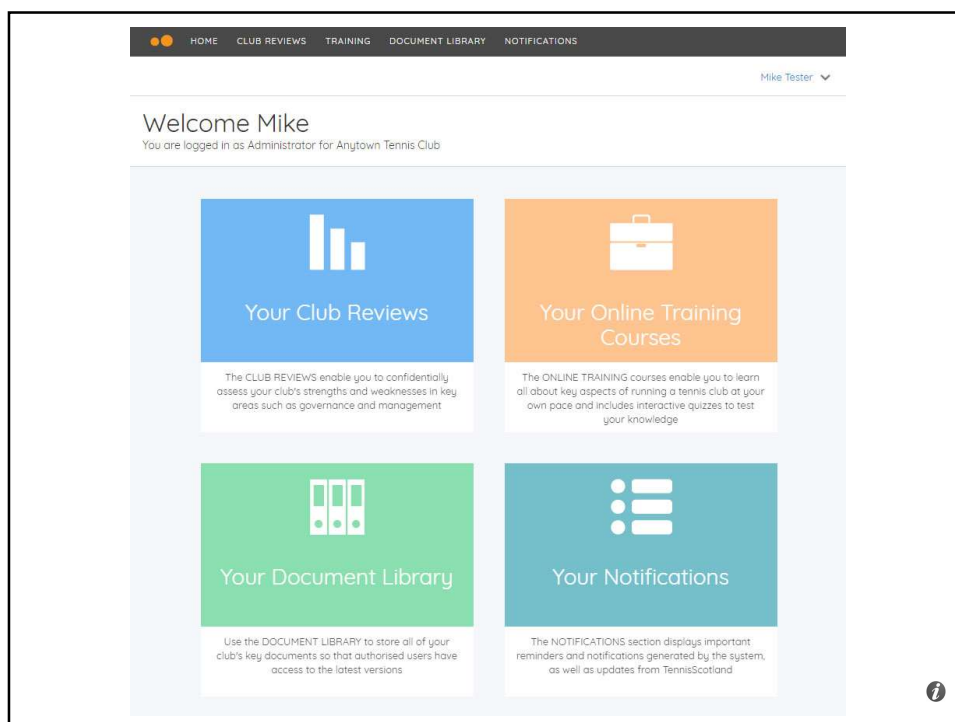 HOME CLUB REVIEWS TRAINING DOCUMENT LIBRARY NOTIFICATIONS
Mike Tester
Welcome Mike
You are logged in as Administrator for Anytown Tennis Club
Your Club Reviews
The CLUB REVIEWS enable you to confidentially
assess your club's strengths and weaknesses in key
areas such as governance and management
Your Online Training
Courses
The ONLINE TRAINING courses enable you to learn
all about key aspects of running a tennis club at your
own pace and includes interactive quizzes to test
your knowledge
Your Document Library
Use the DOCUMENT LIBRARY to store all of your
club's key documents so that authorised users have
access to the latest versions
Your Notifications
The NOTIFICATIONS section displays important
reminders and notifications generated by the system,
as well as updates from TennisScotland
i